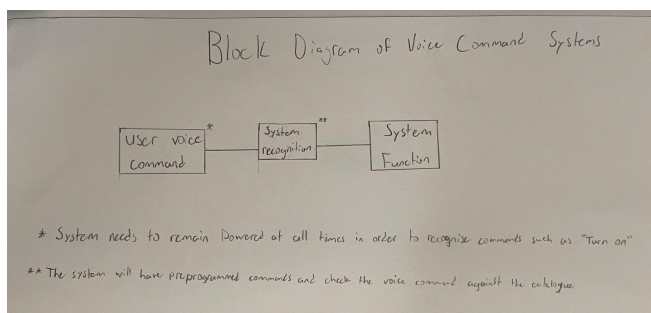 Block Diagram of Voice Command Systems
User voice
Command
*
System
recognition
**
System
Function
* System needs to remain Powered at all times in order to recognise commands such as "Turn on"
** The system will have preprogrammed commands and check the voice command against the catalogue